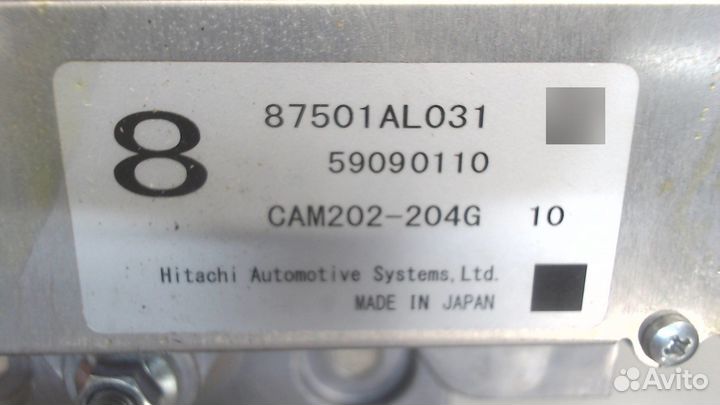 8
87501AL031
59090110
CAM202-204G 10
Hitachi Automotive Systems,Ltd.
MADE IN JAPAN
Avito